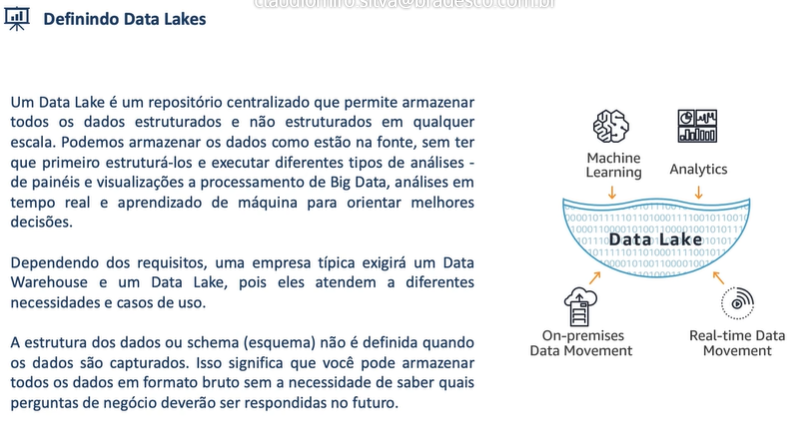 claudiomiro.silva@bradesco.com.br
Definindo Data Lakes
Um Data Lake é um repositório centralizado que permite armazenar
todos os dados estruturados e não estruturados em qualquer
escala. Podemos armazenar os dados como estão na fonte, sem ter
que primeiro estruturá-los e executar diferentes tipos de análises -
de painéis e visualizações a processamento de Big Data, análises em
tempo real e aprendizado de máquina para orientar melhores
decisões.
Dependendo dos requisitos, uma empresa típica exigirá um Data
Warehouse e um Data Lake, pois eles atendem a diferentes
necessidades e casos de uso.
A estrutura dos dados ou schema (esquema) não é definida quando
os dados são capturados. Isso significa que você pode armazenar
todos os dados em formato bruto sem a necessidade de saber quais
perguntas de negócio deverão ser respondidas no futuro.
Machine
Learning
Analytics
Data Lake
On-premises
Data Movement
Real-time Data
Movement